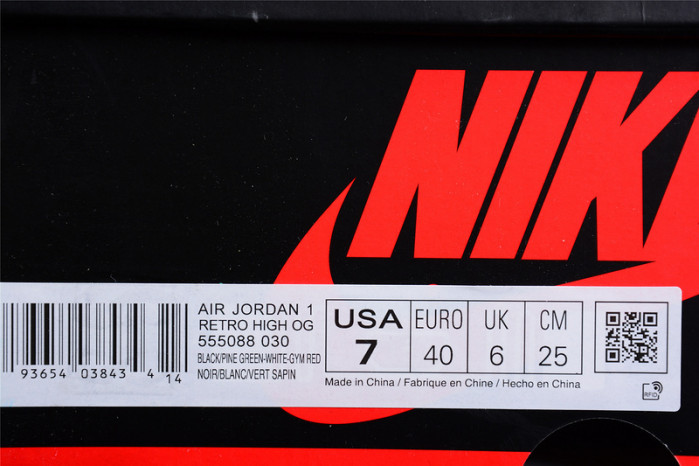 NIK
AIR JORDAN 1
RETRO HIGH OG
555088 030
BLACK/PINE GREEN-WHITE-GYM RED
NOIR/BLANC/VERT SAPIN
93654 03843 4 14
USA EURO UK CM
7 40 6 25
Made in China / Fabrique en Chine / Hecho en China
RFID